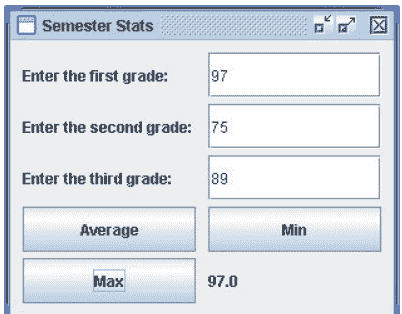 Semester Stats
Enter the first grade: 97
Enter the second grade: 75
Enter the third grade: 89
Average Min
Max 97.0